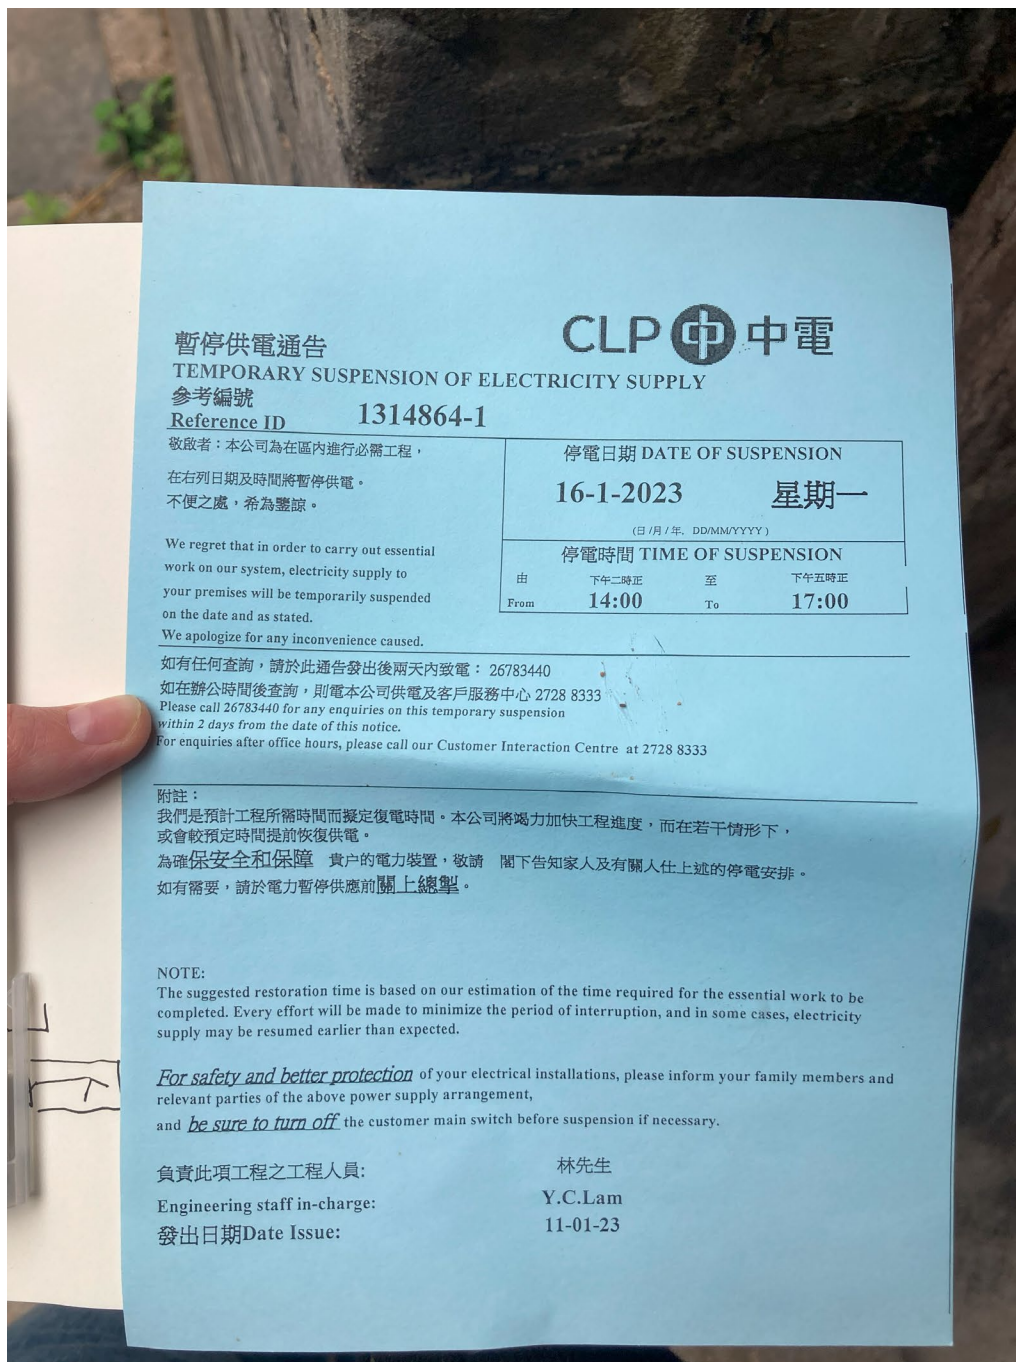 CLP 中 中電
暫停供電通告
TEMPORARY SUSPENSION OF ELECTRICITY SUPPLY
參考編號
Reference ID 1314864-1
敬啟者：本公司為在區內進行必需工程，
在右列日期及時間將暫停供電。
不便之處，希為鑒諒。
We regret that in order to carry out essential
work on our system, electricity supply to
your premises will be temporarily suspended
on the date and as stated.
We apologize for any inconvenience caused.
停電日期 DATE OF SUSPENSION
16-1-2023 星期一
(日 /月 / 年, DD/MM/YYYY )
停電時間 TIME OF SUSPENSION
由 下午二時正 至 下午五時正
From 14:00 To 17:00
如有任何查詢，請於此通告發出後兩天內致電： 26783440
如在辦公時間後查詢，則電本公司供電及客戶服務中心 2728 8333
Please call 26783440 for any enquiries on this temporary suspension
within 2 days from the date of this notice.
For enquiries after office hours, please call our Customer Interaction Centre at 2728 8333
附註：
我們是預計工程所需時間而擬定復電時間。本公司將竭力加快工程進度，而在若干情形下，
或會較預定時間提前恢復供電。
為確保安全和保障 貴户的電力裝置，敬請 閣下告知家人及有關人仕上述的停電安排。
如有需要，請於電力暫停供應前關上總掣。
NOTE:
The suggested restoration time is based on our estimation of the time required for the essential work to be
completed. Every effort will be made to minimize the period of interruption, and in some cases, electricity
supply may be resumed earlier than expected.
For safety and better protection of your electrical installations, please inform your family members and
relevant parties of the above power supply arrangement,
and be sure to turn off the customer main switch before suspension if necessary.
負責此項工程之工程人員: 林先生
Engineering staff in-charge: Y.C.Lam
發出日期Date Issue: 11-01-23